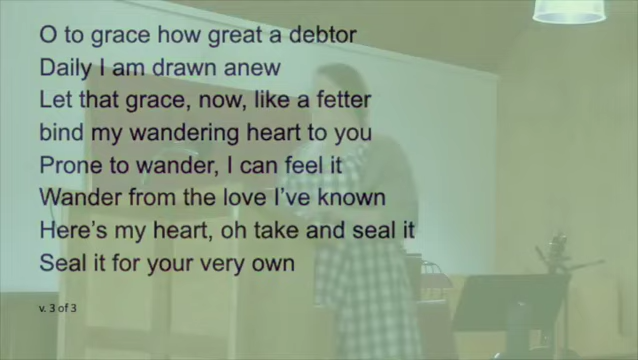 O to grace how great a debtor
Daily I am drawn anew
Let that grace, now, like a fetter
bind my wandering heart to you
Prone to wander, I can feel it
Wander from the love I've known
Here's my heart, oh take and seal it
Seal it for your very own
v. 3 of 3